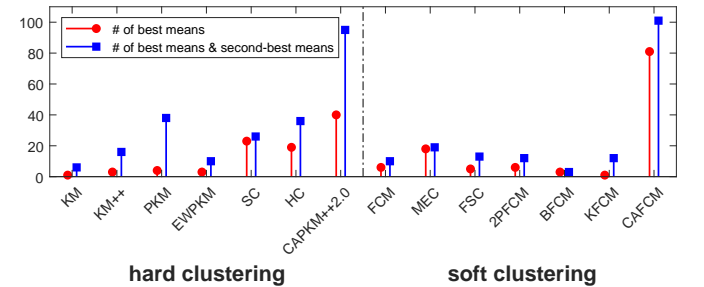 # of best means
# of best means & second-best means
100
80
60
40
20
0
KM
KM++
PKM
EWPKM
SC
HC
CAPKM++2.0
FCM
MEC
FSC
2PFCM
BFCM
KFCM
CAFCM
hard clustering
soft clustering